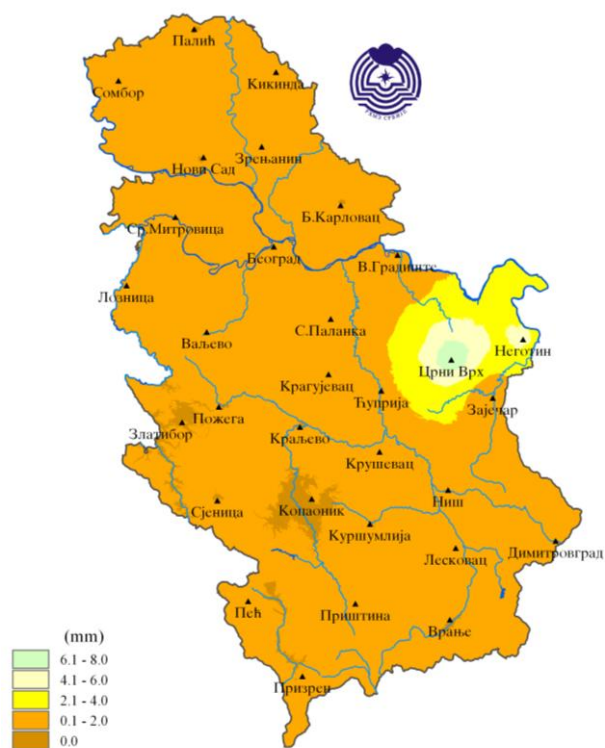 Палић
Кикинда
Сомбор
Зрењанин
Нови Сад
Б.Карловац
Ср.Митровица
Београд
В.Градиште
Лозница
С.Паланка
Ваљево
Неготин
Црни Врх
Крагујевац
Ћуприја
Зајечар
Пожега
Златибор
Краљево
Крушевац
Ниш
Сјеница
Копаоник
Куршумлија
Лесковац
Димитровград
Пећ
Приштина
Врање
Призрен
(mm)
6.1 - 8.0
4.1 - 6.0
2.1 - 4.0
0.1 - 2.0
0.0